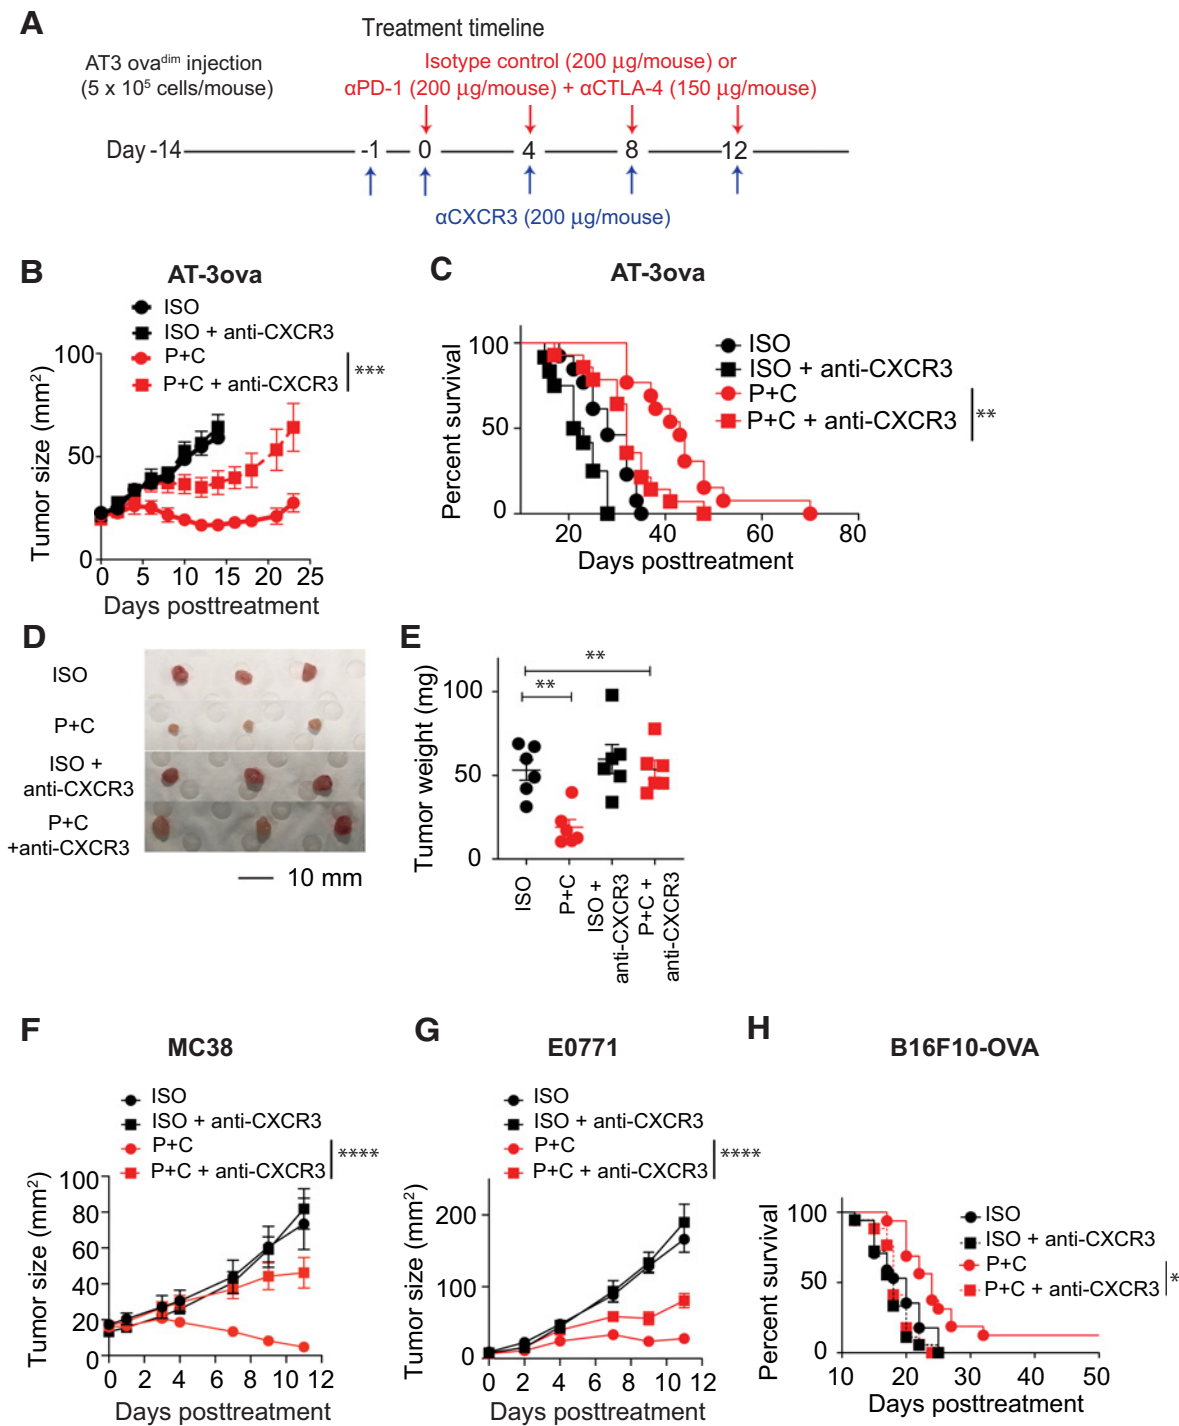 A
Treatment timeline
AT3 ova^dim injection
(5 x 10^5 cells/mouse)
Isotype control (200 μg/mouse) or
αPD-1 (200 μg/mouse) + αCTLA-4 (150 μg/mouse)
Day -14 -1 0 4 8 12
αCXCR3 (200 μg/mouse)
B
AT-3ova
ISO
ISO + anti-CXCR3
P+C
P+C + anti-CXCR3
***
Tumor size (mm²)
100
50
0
0 5 10 15 20 25
Days posttreatment
C
AT-3ova
ISO
ISO + anti-CXCR3
P+C
P+C + anti-CXCR3
**
Percent survival
100
50
0
20 40 60 80
Days posttreatment
D
ISO
P+C
ISO +
anti-CXCR3
P+C
+anti-CXCR3
10 mm
E
**
**
Tumor weight (mg)
100
50
0
ISO
P+C
ISO +
anti-CXCR3
P+C +
anti-CXCR3
F
MC38
ISO
ISO + anti-CXCR3
P+C
P+C + anti-CXCR3
****
Tumor size (mm²)
100
80
60
40
20
0
0 2 4 6 8 10 12
Days posttreatment
G
E0771
ISO
ISO + anti-CXCR3
P+C
P+C + anti-CXCR3
****
Tumor size (mm²)
200
100
0
0 2 4 6 8 10 12
Days posttreatment
H
B16F10-OVA
ISO
ISO + anti-CXCR3
P+C
P+C + anti-CXCR3
*
Percent survival
100
50
0
10 20 30 40 50
Days posttreatment